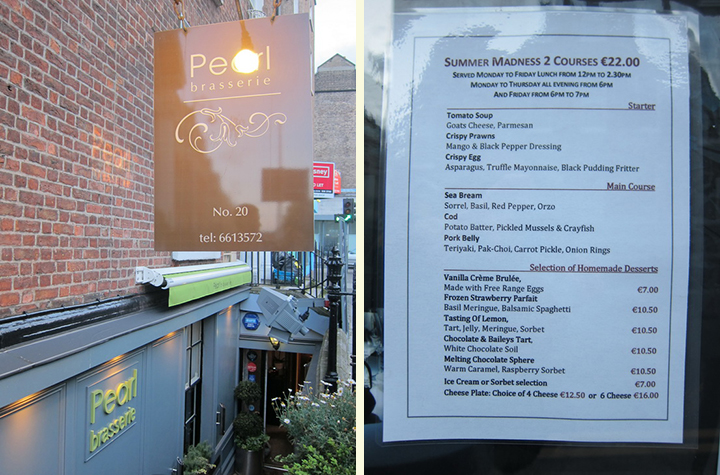 Pearl
brasserie
No. 20
tel: 6613572
TO LET
Pearl
brasserie
SUMMER MADNESS 2 COURSES €22.00
SERVED MONDAY TO FRIDAY LUNCH FROM 12PM TO 2.30PM
MONDAY TO THURSDAY ALL EVENING FROM 6PM
AND FRIDAY FROM 6PM TO 7PM
Starter
Tomato Soup
Goats Cheese, Parmesan
Crispy Prawns
Mango & Black Pepper Dressing
Crispy Egg
Asparagus, Truffle Mayonnaise, Black Pudding Fritter
Main Course
Sea Bream
Sorrel, Basil, Red Pepper, Orzo
Cod
Potato Batter, Pickled Mussels & Crayfish
Pork Belly
Teriyaki, Pak-Choi, Carrot Pickle, Onion Rings
Selection of Homemade Desserts
Vanilla Crème Brulée,
Made with Free Range Eggs €7.00
Frozen Strawberry Parfait
Basil Meringue, Balsamic Spaghetti €10.50
Tasting Of Lemon,
Tart, Jelly, Meringue, Sorbet €10.50
Chocolate & Baileys Tart,
White Chocolate Soil €10.50
Melting Chocolate Sphere
Warm Caramel, Raspberry Sorbet €10.50
Ice Cream or Sorbet selection €7.00
Cheese Plate: Choice of 4 Cheese €12.50 or 6 Cheese €16.00